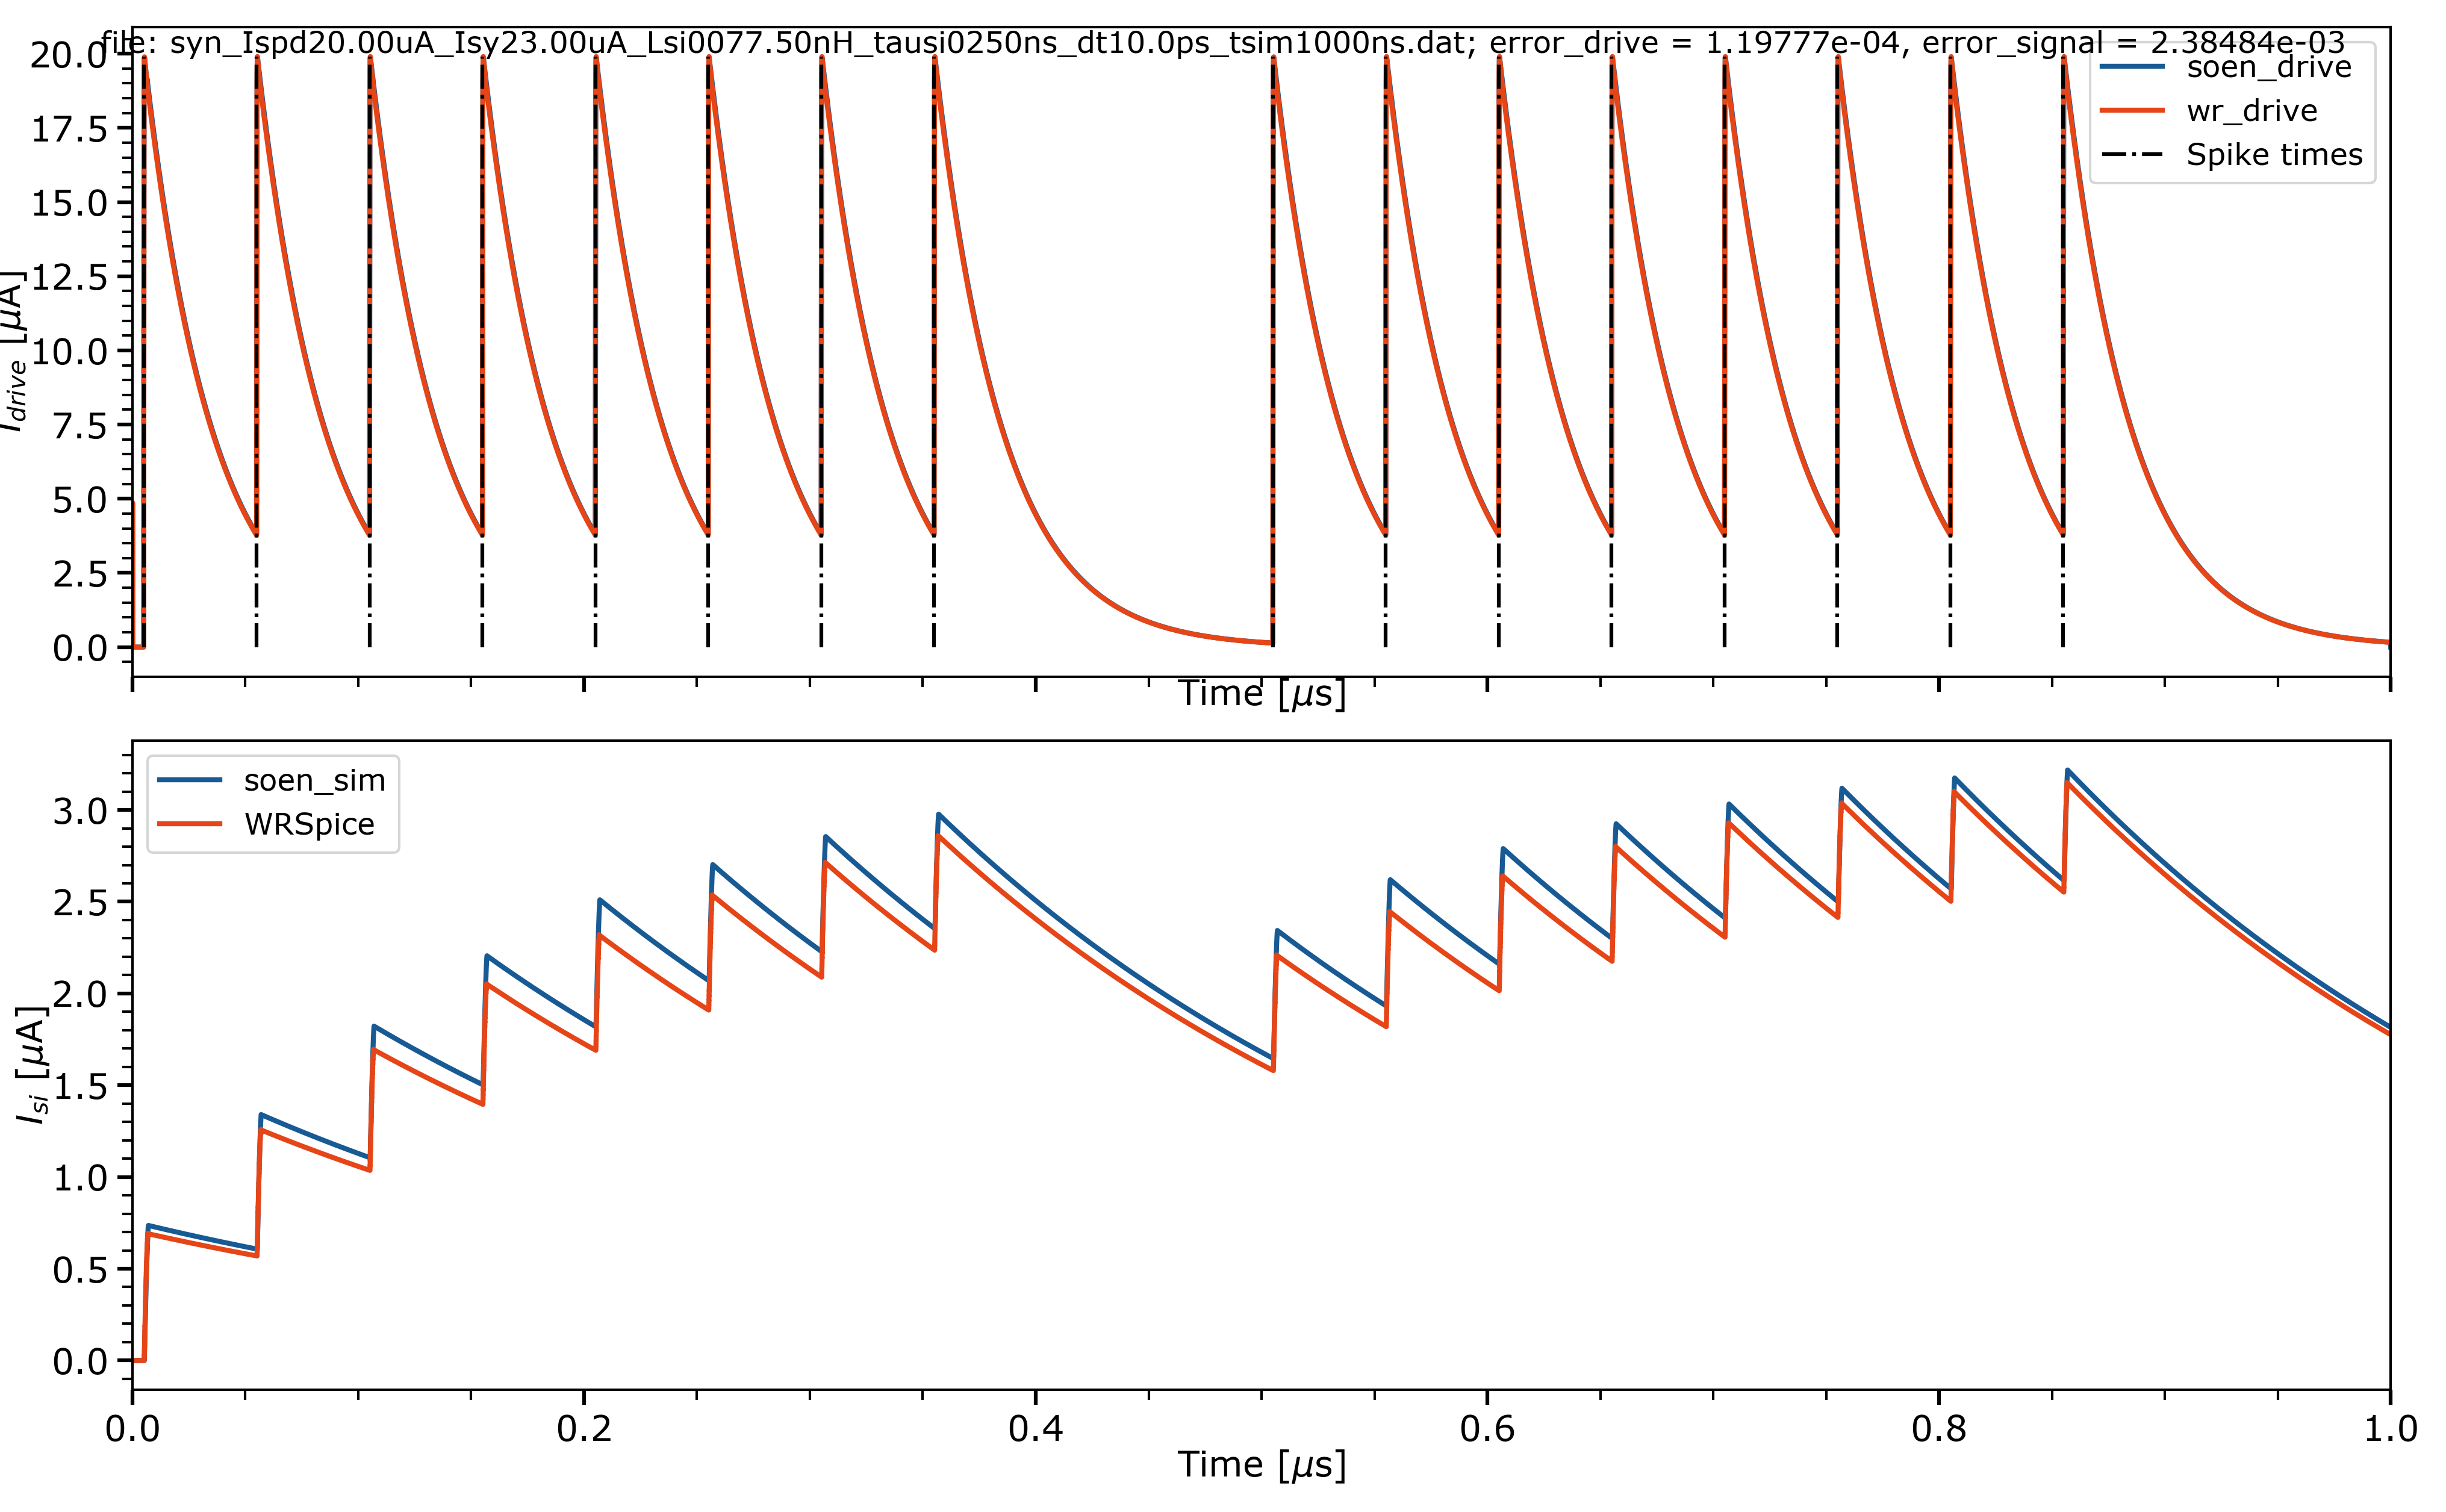 file: syn_Ispd20.00uA_Isy23.00uA_Lsi0077.50nH_tausi0250ns_dt10.0ps_tsim1000ns.dat; error_drive = 1.19777e-04, error_signal = 2.38484e-03
20.0
17.5
15.0
12.5
10.0
7.5
5.0
2.5
0.0
I_drive [μA]
soen_drive
wr_drive
Spike times
Time [μs]
soen_sim
WRSpice
3.0
2.5
2.0
1.5
1.0
0.5
0.0
I_si [μA]
0.0 0.2 0.4 0.6 0.8 1.0
Time [μs]